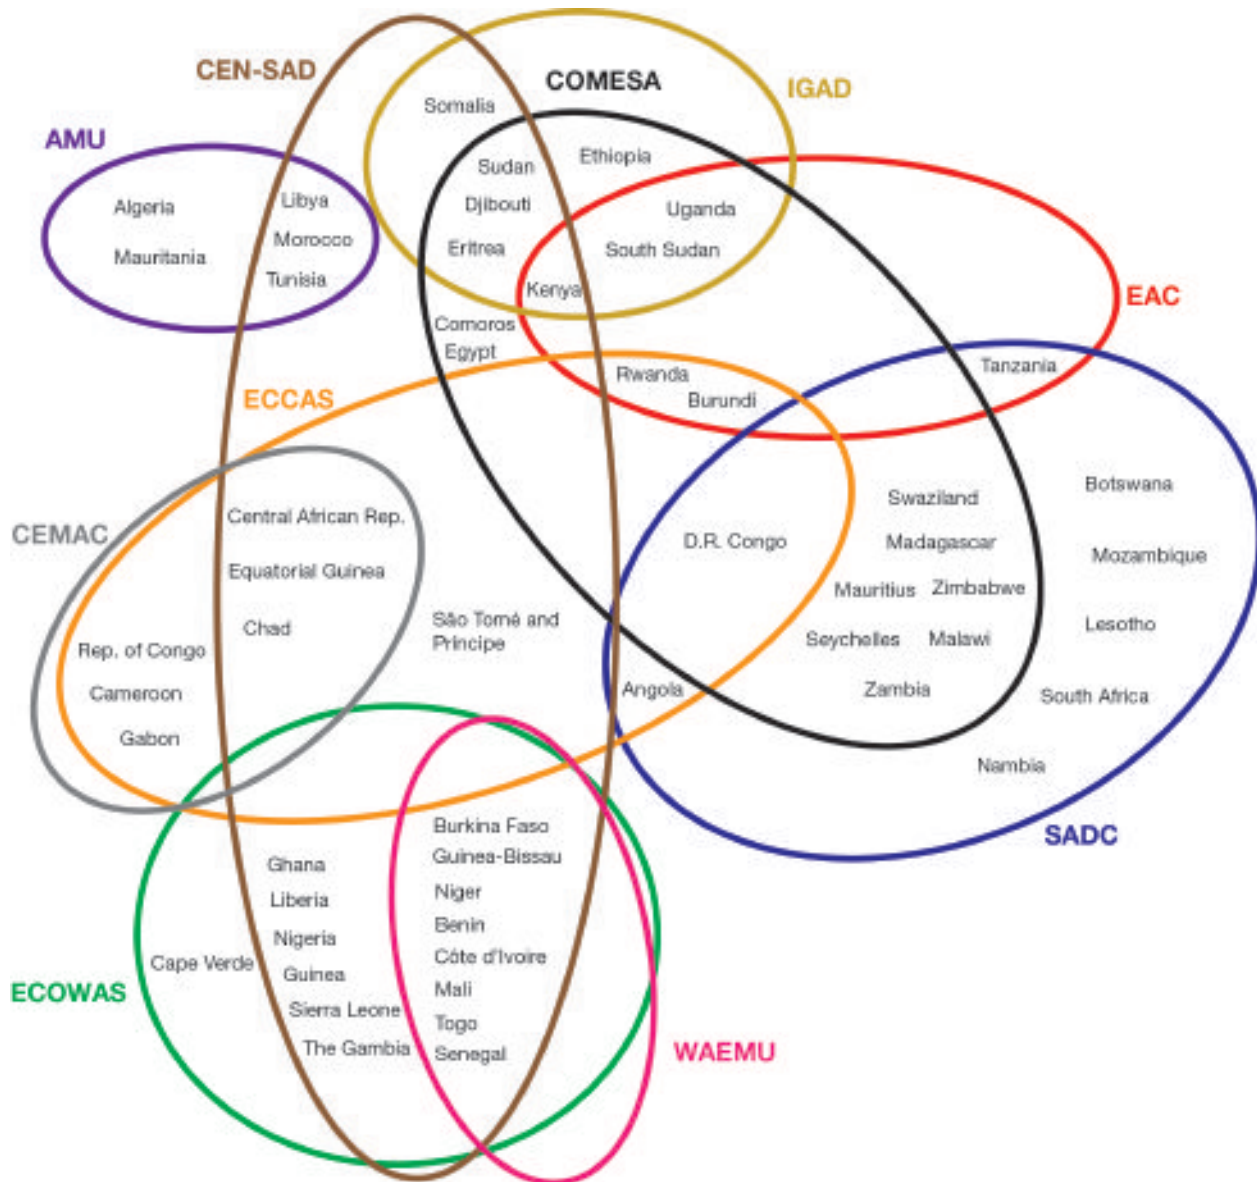 CEN-SAD
COMESA
IGAD
Somalia
AMU
Sudan
Ethiopia
Algeria
Libya
Djibouti
Uganda
Mauritania
Morocco
Eritrea
South Sudan
Tunisia
Kenya
EAC
Comoros
Egypt
Tanzania
ECCAS
Rwanda
Burundi
Botswana
Swaziland
CEMAC
Central African Rep.
D.R. Congo
Madagascar
Mozambique
Equatorial Guinea
Mauritius
Zimbabwe
Chad
São Tomé and
Príncipe
Lesotho
Rep. of Congo
Seychelles
Malawi
Cameroon
Angola
Zambia
South Africa
Gabon
Nambia
SADC
Burkina Faso
Ghana
Guinea-Bissau
Liberia
Niger
Nigeria
Benin
Cape Verde
Côte d'Ivoire
Guinea
Mali
ECOWAS
Sierra Leone
Togo
The Gambia
Senegal
WAEMU